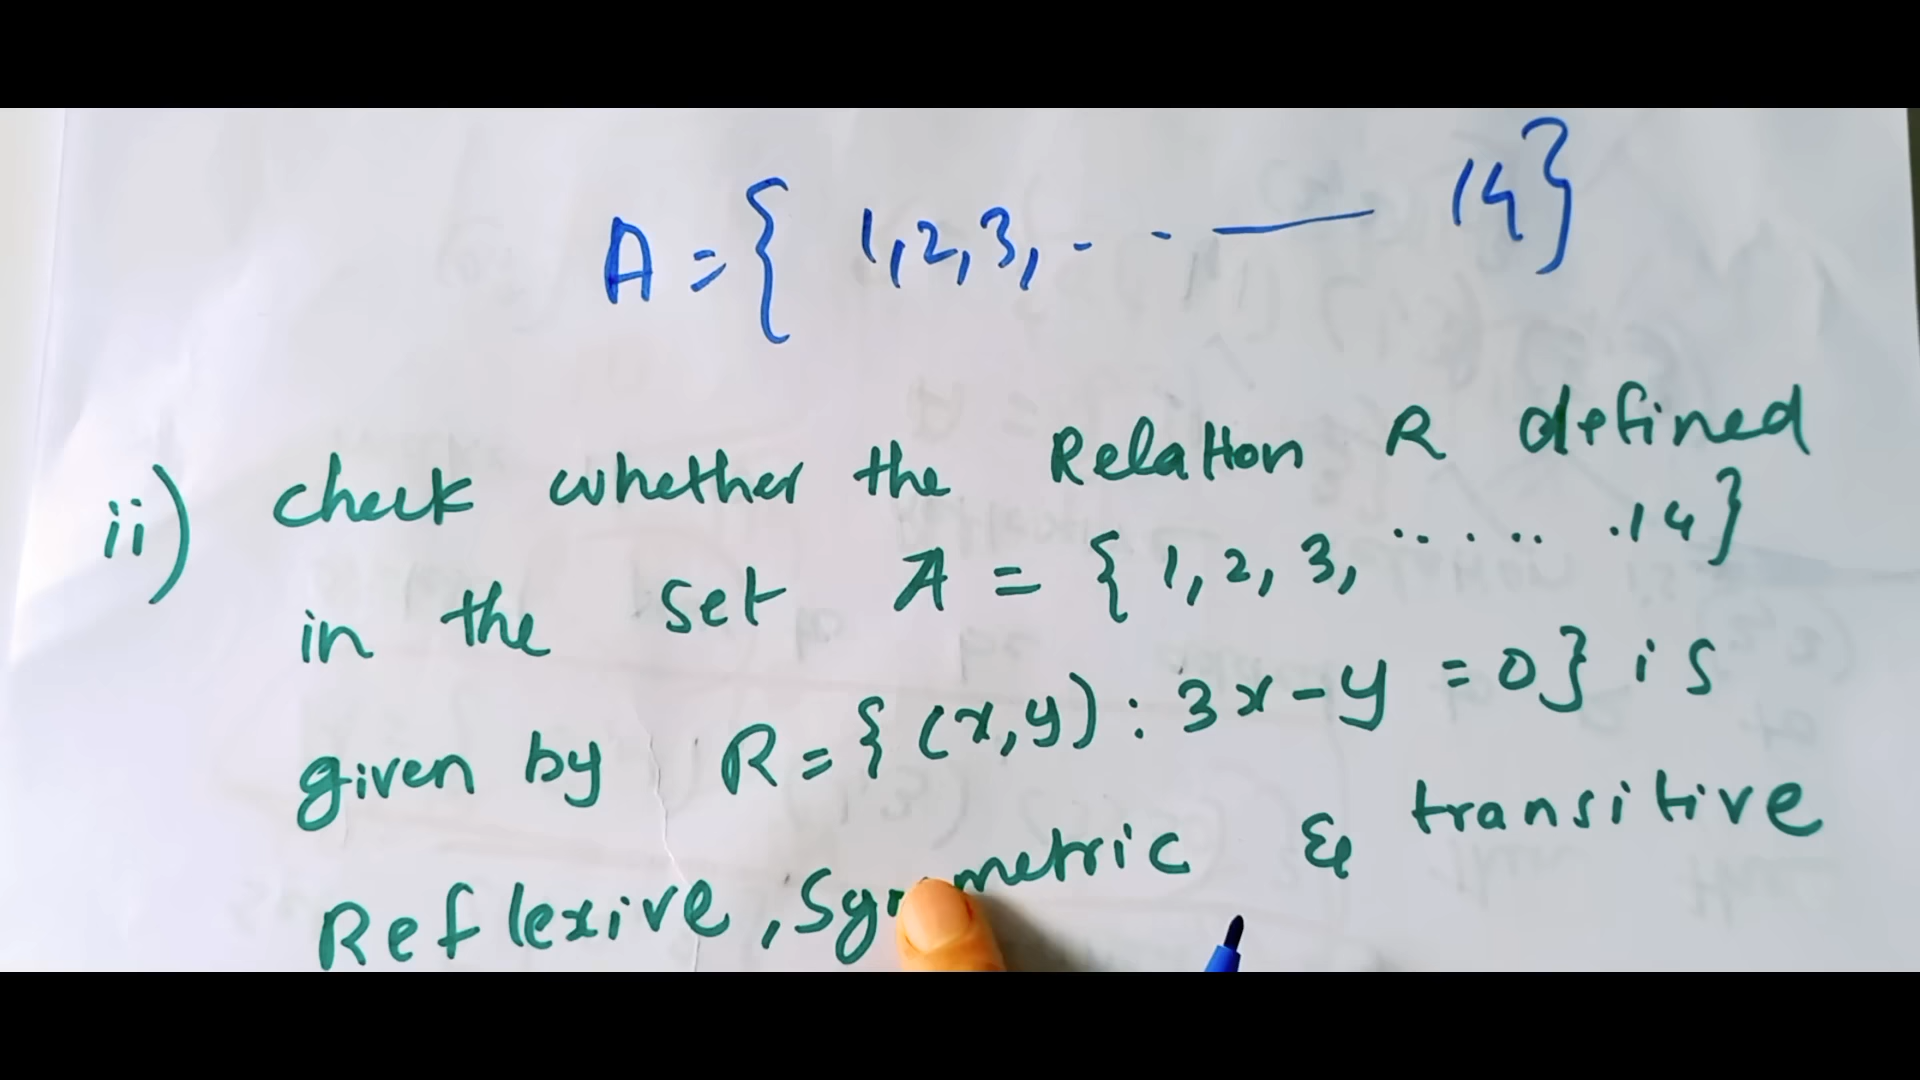 A = { 1, 2, 3, - - — 14}
ii) check whether the Relation R defined
in the set A = { 1, 2, 3, ....... .14}
given by R = { (x,y) : 3x-y = 0} is
Reflexive, Symmetric & transitive